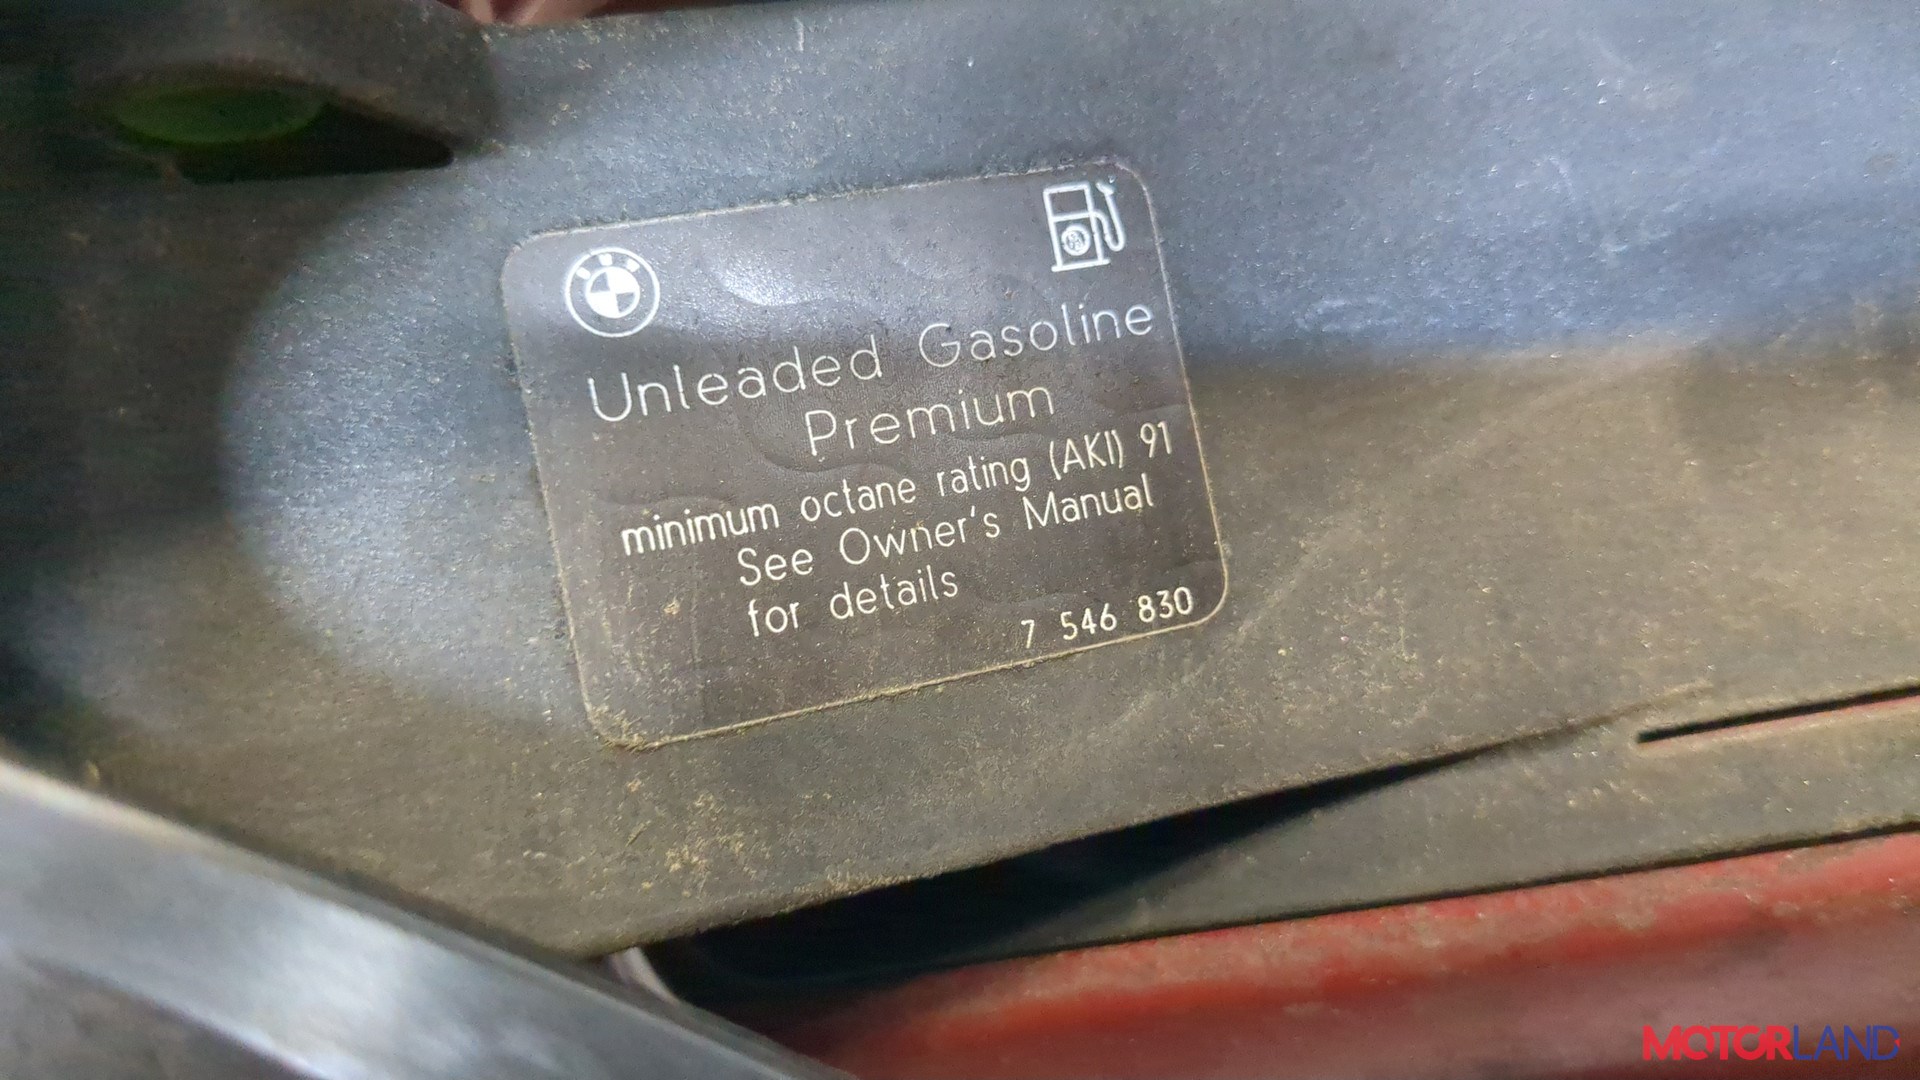 Unleaded Gasoline
Premium
minimum octane rating (AKI) 91
See Owner's Manual
for details
7 546 830
MOTORLAND